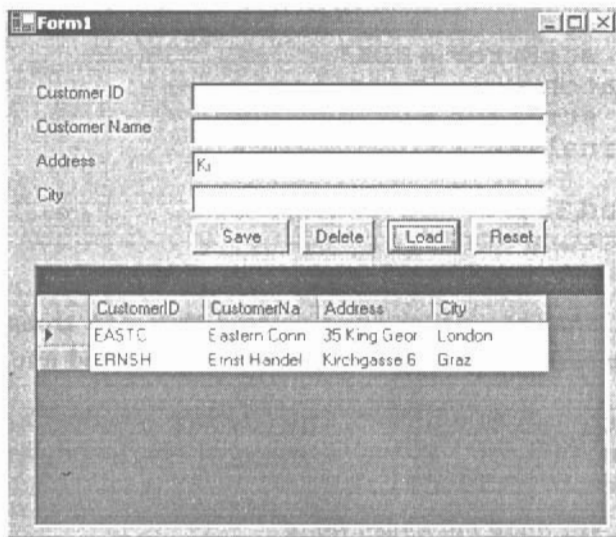 Form1
Customer ID
Customer Name
Address
Ki
City
Save Delete Load Reset
CustomerID CustomerNa Address City
EASTC Eastern Conn 35 King Geor London
ERNSH Ernst Handel Kirchgasse 6 Graz